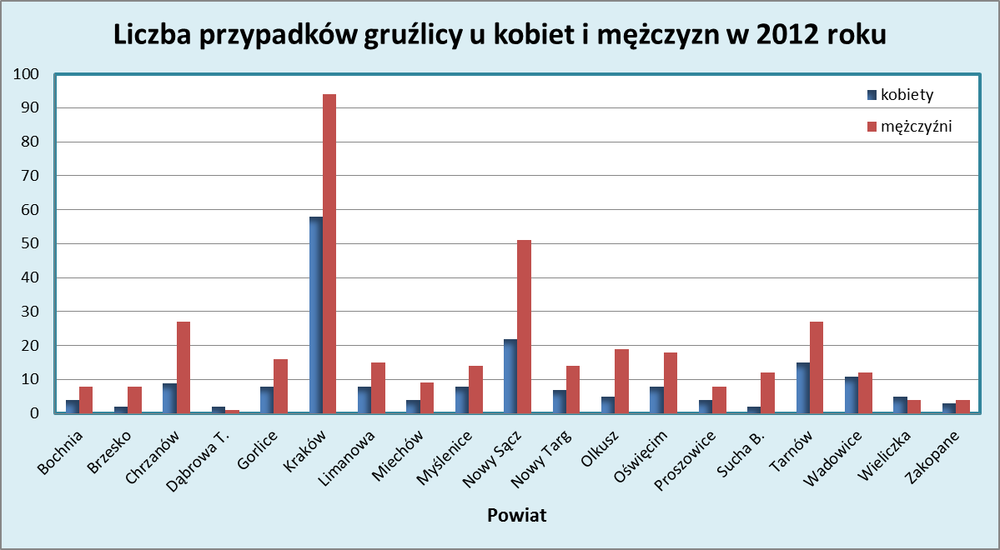 Liczba przypadków gruźlicy u kobiet i mężczyzn w 2012 roku
100
90
80
70
60
50
40
30
20
10
0
kobiety
mężczyźni
Bochnia
Brzesko
Chrzanów
Dąbrowa T.
Gorlice
Kraków
Limanowa
Miechów
Myślenice
Nowy Sącz
Nowy Targ
Olkusz
Oświęcim
Proszowice
Sucha B.
Tarnów
Wadowice
Wieliczka
Zakopane
Powiat